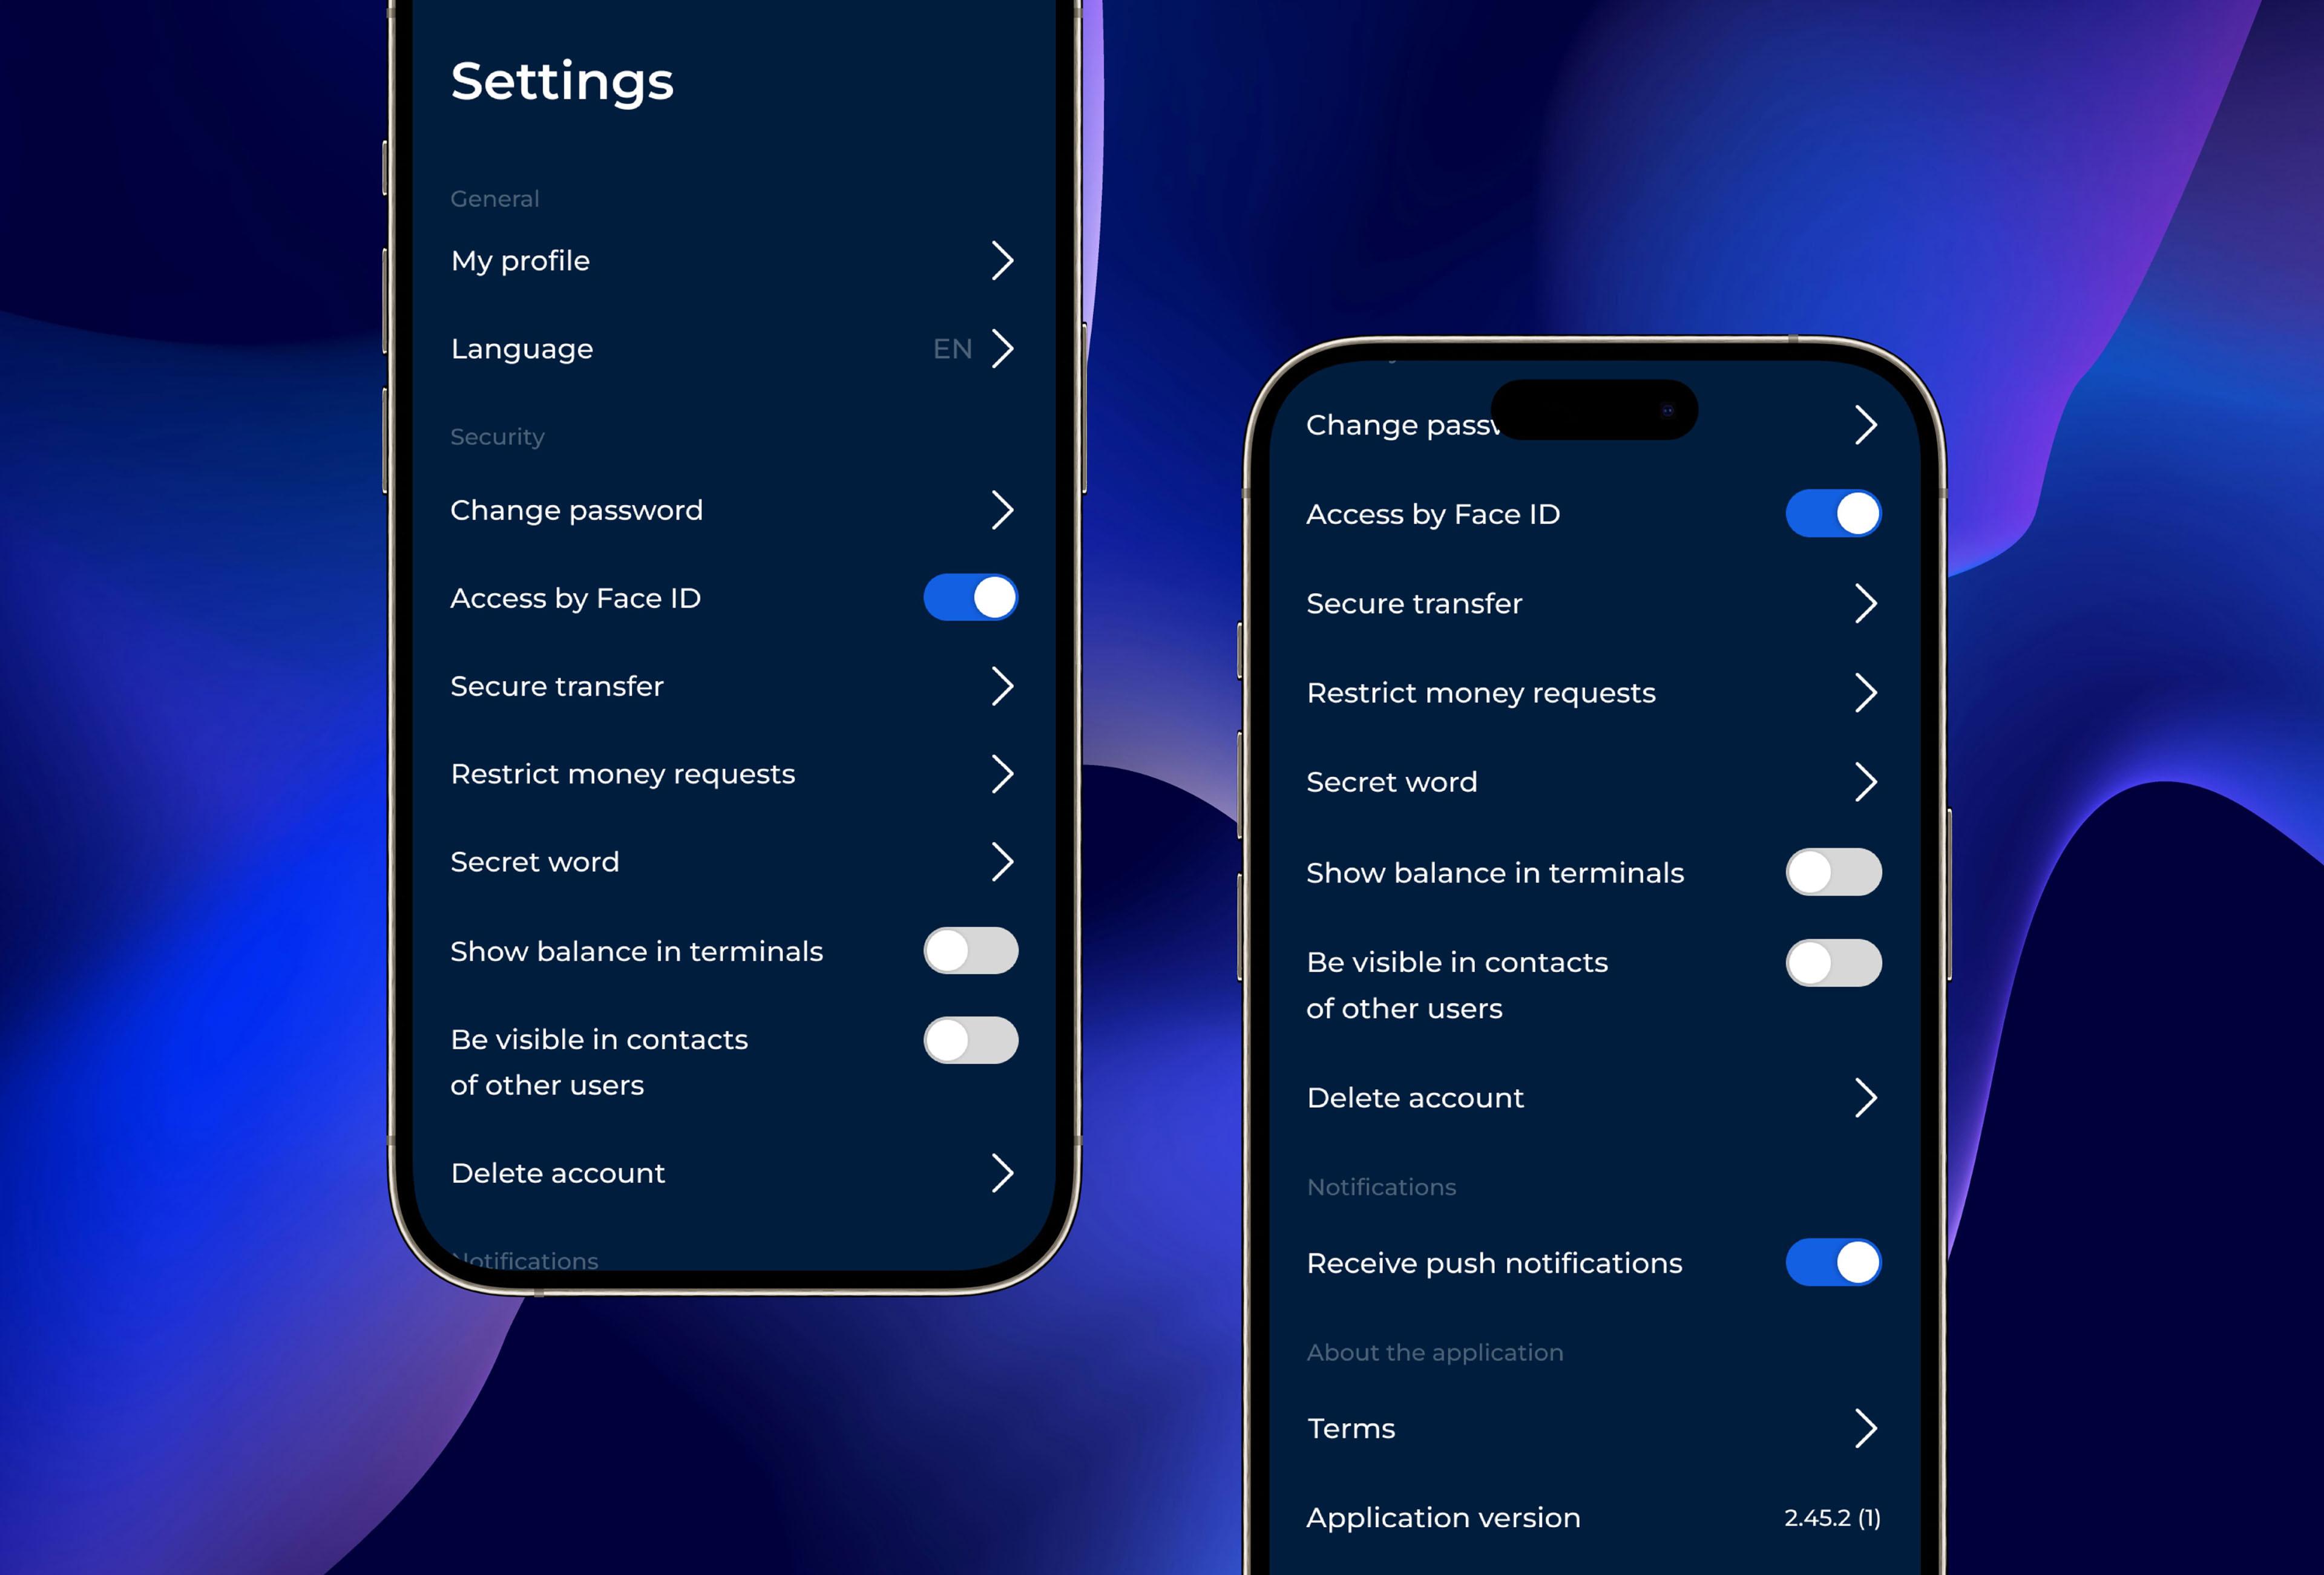 Settings
General
My profile
Language EN
Security
Change password
Access by Face ID
Secure transfer
Restrict money requests
Secret word
Show balance in terminals
Be visible in contacts
of other users
Delete account
Notifications
Change
Access by Face ID
Secure transfer
Restrict money requests
Secret word
Show balance in terminals
Be visible in contacts
of other users
Delete account
Notifications
Receive push notifications
About the application
Terms
Application version 2.45.2 (1)